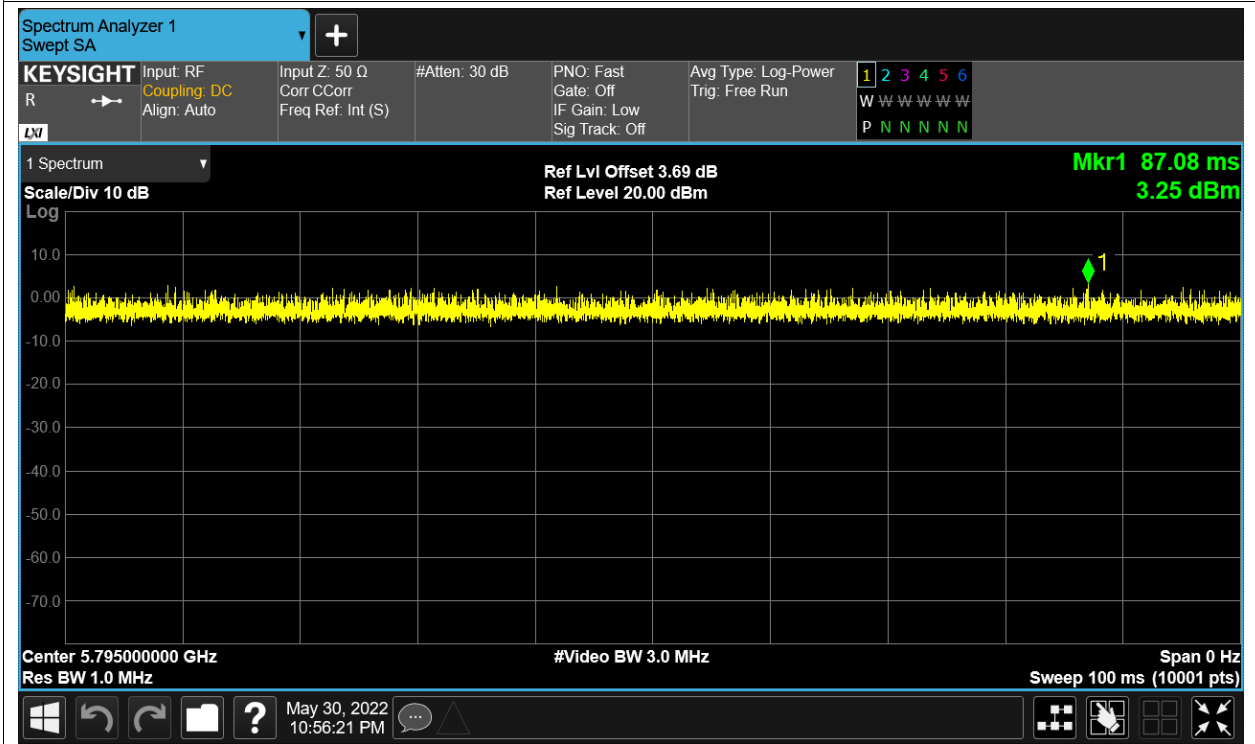 Spectrum Analyzer 1
Swept SA
KEYSIGHT
R
LXI
Input: RF
Coupling: DC
Align: Auto
Input Z: 50 Ω
Corr CCorr
Freq Ref: Int (S)
#Atten: 30 dB
PNO: Fast
Gate: Off
IF Gain: Low
Sig Track: Off
Avg Type: Log-Power
Trig: Free Run
1 2 3 4 5 6
W W W W W W
P N N N N N
1 Spectrum
Scale/Div 10 dB
Log
Ref Lvl Offset 3.69 dB
Ref Level 20.00 dBm
Mkr1 87.08 ms
3.25 dBm
1
10.0
0.00
-10.0
-20.0
-30.0
-40.0
-50.0
-60.0
-70.0
Center 5.795000000 GHz
Res BW 1.0 MHz
#Video BW 3.0 MHz
Span 0 Hz
Sweep 100 ms (10001 pts)
?
May 30, 2022
10:56:21 PM